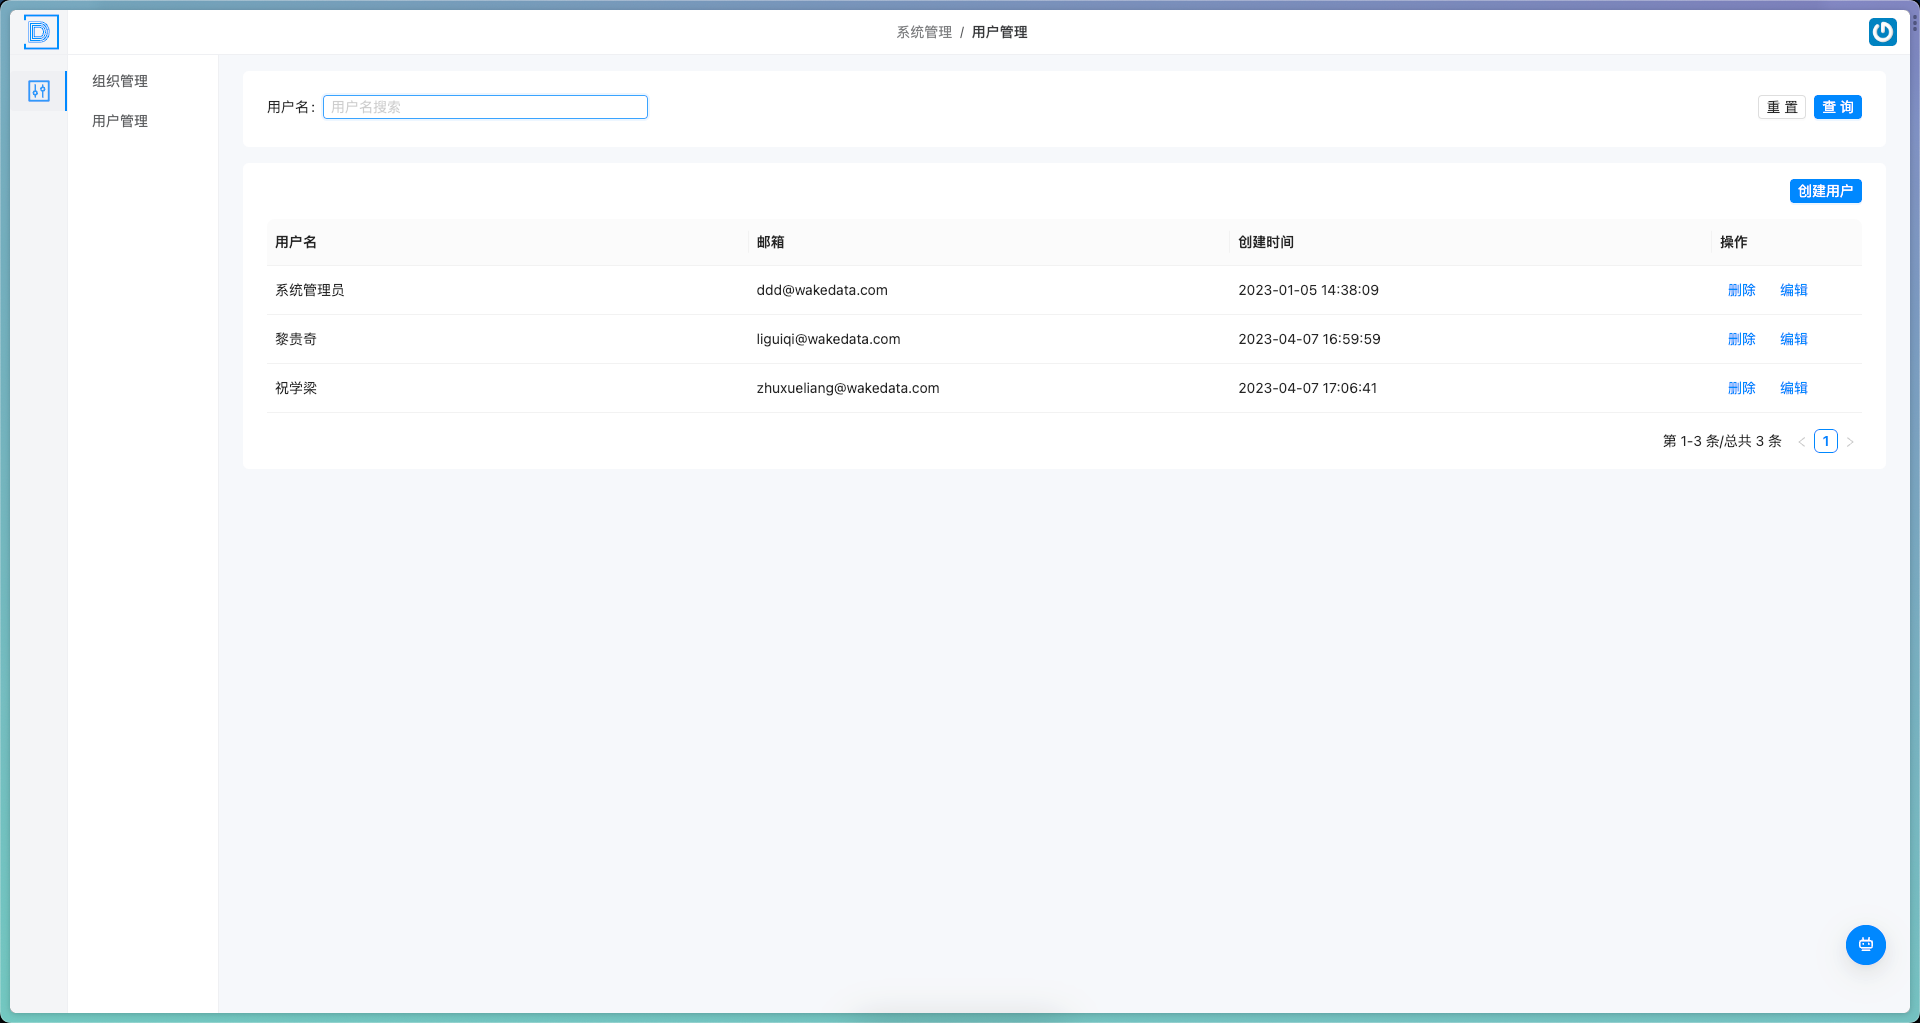 系统管理 / 用户管理
组织管理
用户管理
用户名: 用户名搜索 重 置 查 询
创建用户
用户名 邮箱 创建时间 操作
系统管理员 ddd@wakedata.com 2023-01-05 14:38:09 删除 编辑
黎贵奇 liguiqi@wakedata.com 2023-04-07 16:59:59 删除 编辑
祝学梁 zhuxueliang@wakedata.com 2023-04-07 17:06:41 删除 编辑
第 1-3 条/总共 3 条 < 1 >